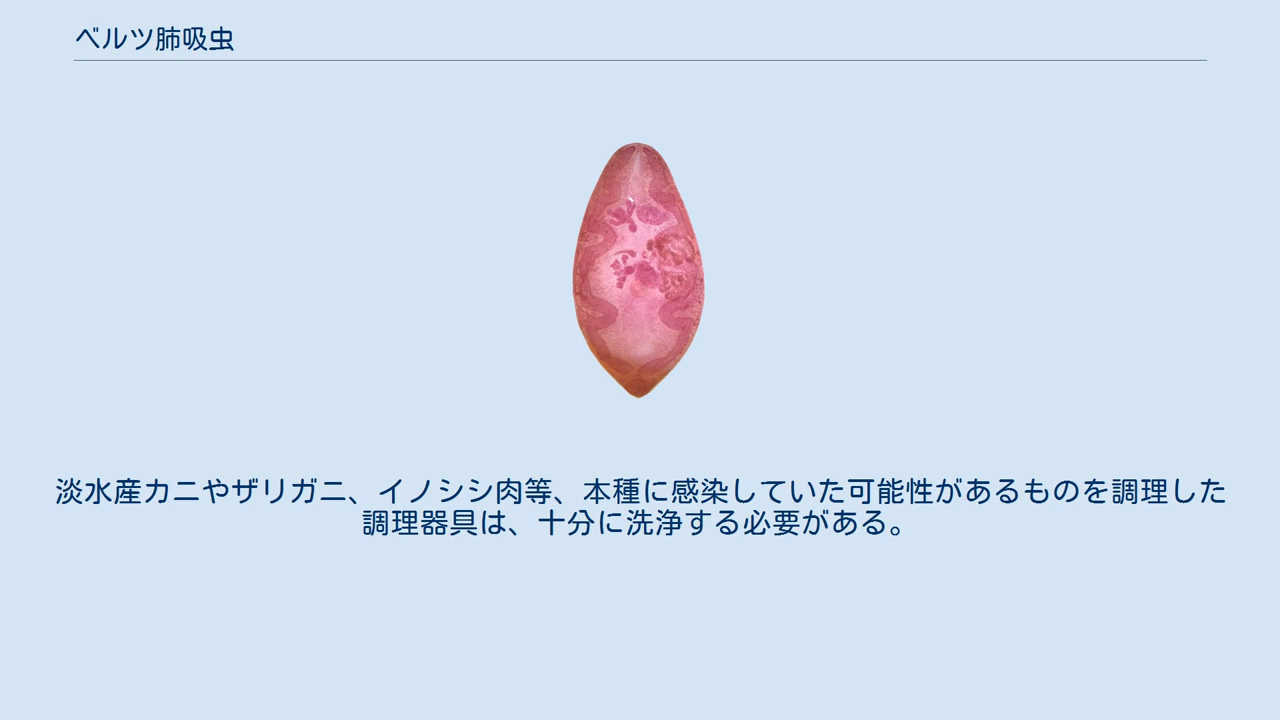 ベルツ肺吸虫
淡水産カニやザリガニ、イノシシ肉等、本種に感染していた可能性があるものを調理した
調理器具は、十分に洗浄する必要がある。